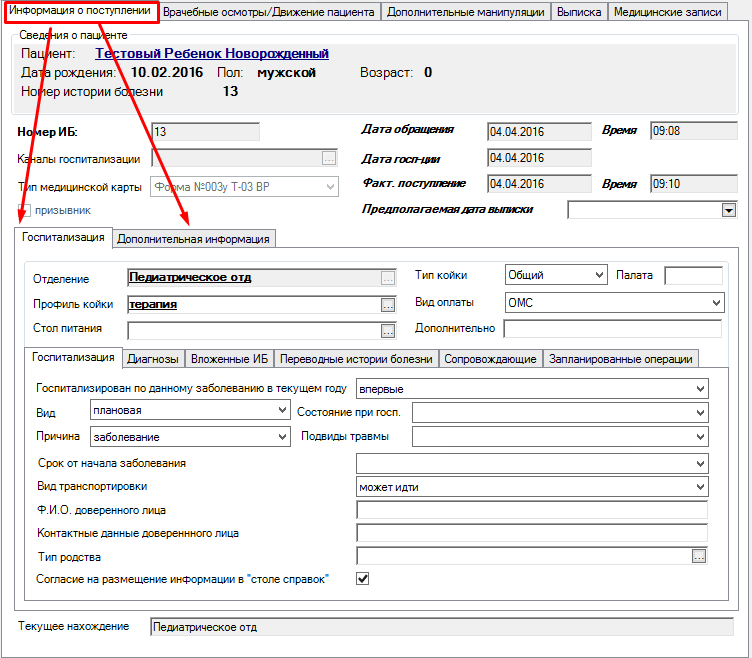 Информация о поступлении Врачебные осмотры/Движение пациента Дополнительные манипуляции Выписка Медицинские записи
Сведения о пациенте
Пациент: Тестовый Ребенок Новорожденный
Дата рождения: 10.02.2016 Пол: мужской Возраст: 0
Номер истории болезни 13
Номер ИБ: 13 Дата обращения 04.04.2016 Время 09:08
Каналы госпитализации ... Дата госп-ции 04.04.2016
Тип медицинской карты Форма №003у Т-03 ВР Факт. поступление 04.04.2016 Время 09:10
призывник Предполагаемая дата выписки
Госпитализация Дополнительная информация
Отделение Педиатрическое отд ... Тип койки Общий Палата
Профиль койки терапия ... Вид оплаты ОМС
Стол питания ... Дополнительно
Госпитализация Диагнозы Вложенные ИБ Переводные истории болезни Сопровождающие Запланированные операции
Госпитализирован по данному заболеванию в текущем году впервые
Вид плановая Состояние при госп.
Причина заболевание Подвиды травмы
Срок от начала заболевания
Вид транспортировки может идти
Ф.И.О. доверенного лица
Контактные данные доверенного лица
Тип родства ...
Согласие на размещение информации в "столе справок"
Текущее нахождение Педиатрическое отд